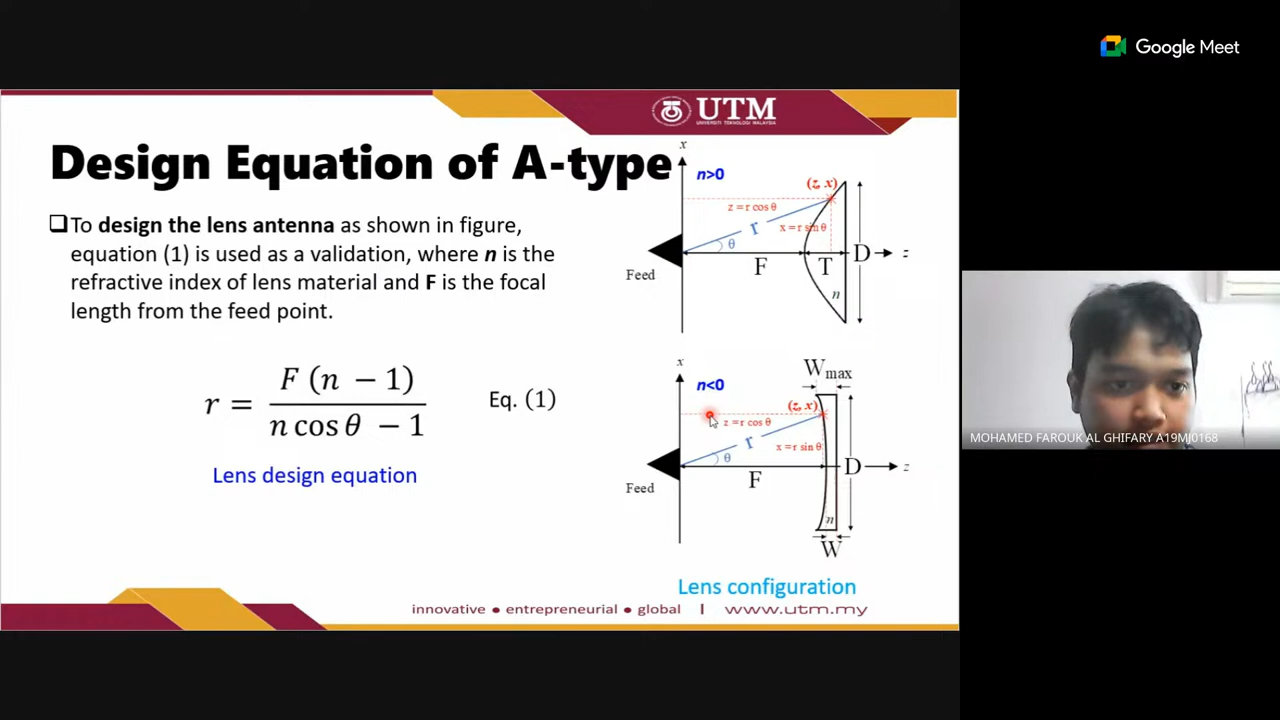 Google Meet
UTM
UNIVERSITI TEKNOLOGI MALAYSIA
Design Equation of A-type
To design the lens antenna as shown in figure,
equation (1) is used as a validation, where n is the
refractive index of lens material and F is the focal
length from the feed point.
r = F (n − 1) / n cos θ − 1
Eq. (1)
Lens design equation
x
n>0
(z, x)
z = r cos θ
r
x = r sin θ
θ
F
T
D
z
Feed
n
x
n<0
Wmax
(z, x)
z = r cos θ
r
x = r sin θ
θ
F
D
z
Feed
n
W
Lens configuration
innovative ● entrepreneurial ● global | www.utm.my
MOHAMED FAROUK AL GHIFARY A19MJ0168